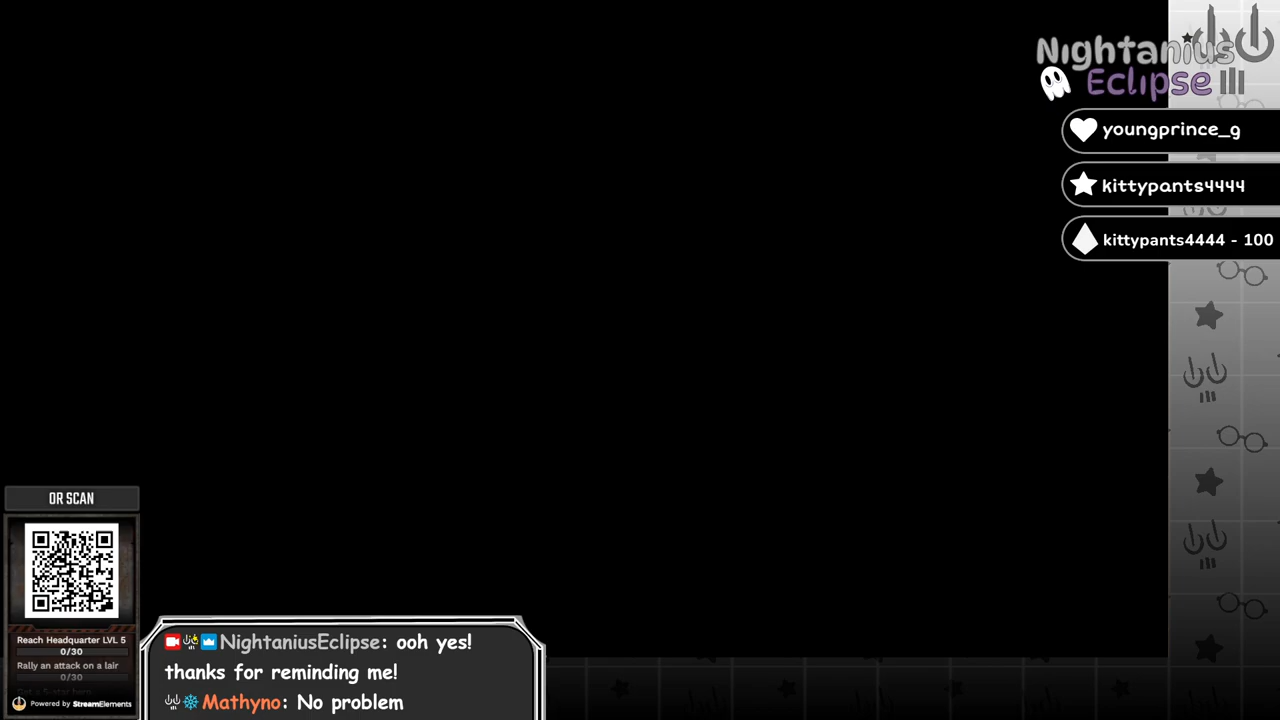 Nightanius
Eclipse
youngprince_g
kittypants4444
kittypants4444 - 100
OR SCAN
Reach Headquarter LVL 5
0/30
Rally an attack on a lair
0/30
Powered by StreamElements
NightaniusEclipse: ooh yes!
thanks for reminding me!
Mathyno: No problem